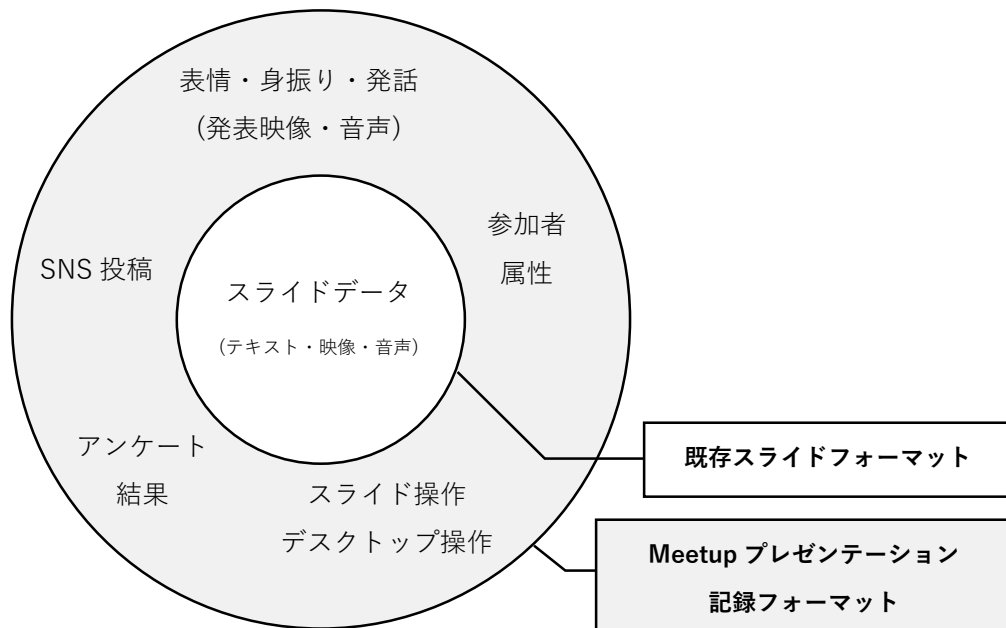 表情・身振り・発話
(発表映像・音声)
参加者
属性
SNS 投稿
スライドデータ
(テキスト・映像・音声)
アンケート
結果
スライド操作
デスクトップ操作
既存スライドフォーマット
Meetup プレゼンテーション
記録フォーマット